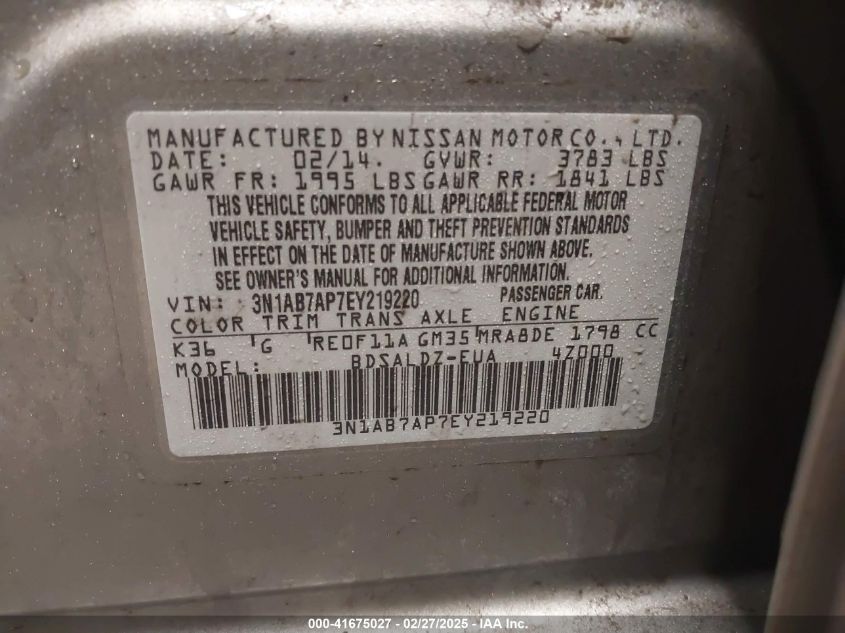 MANUFACTURED BY NISSAN MOTOR CO., LTD.
DATE: 02/14. GVWR: 3783 LBS
GAWR FR: 1995 LBS GAWR RR: 1841 LBS
THIS VEHICLE CONFORMS TO ALL APPLICABLE FEDERAL MOTOR
VEHICLE SAFETY, BUMPER AND THEFT PREVENTION STANDARDS
IN EFFECT ON THE DATE OF MANUFACTURE SHOWN ABOVE.
SEE OWNER'S MANUAL FOR ADDITIONAL INFORMATION.
VIN: 3N1AB7AP7EY219220 PASSENGER CAR.
COLOR TRIM TRANS AXLE ENGINE
K36 G RE0F11A GM35 MRA8DE 1798 CC
MODEL: BDSALDZ-EUA 4Z000
3N1AB7AP7EY219220
000-41675027 - 02/27/2025 - IAA Inc.